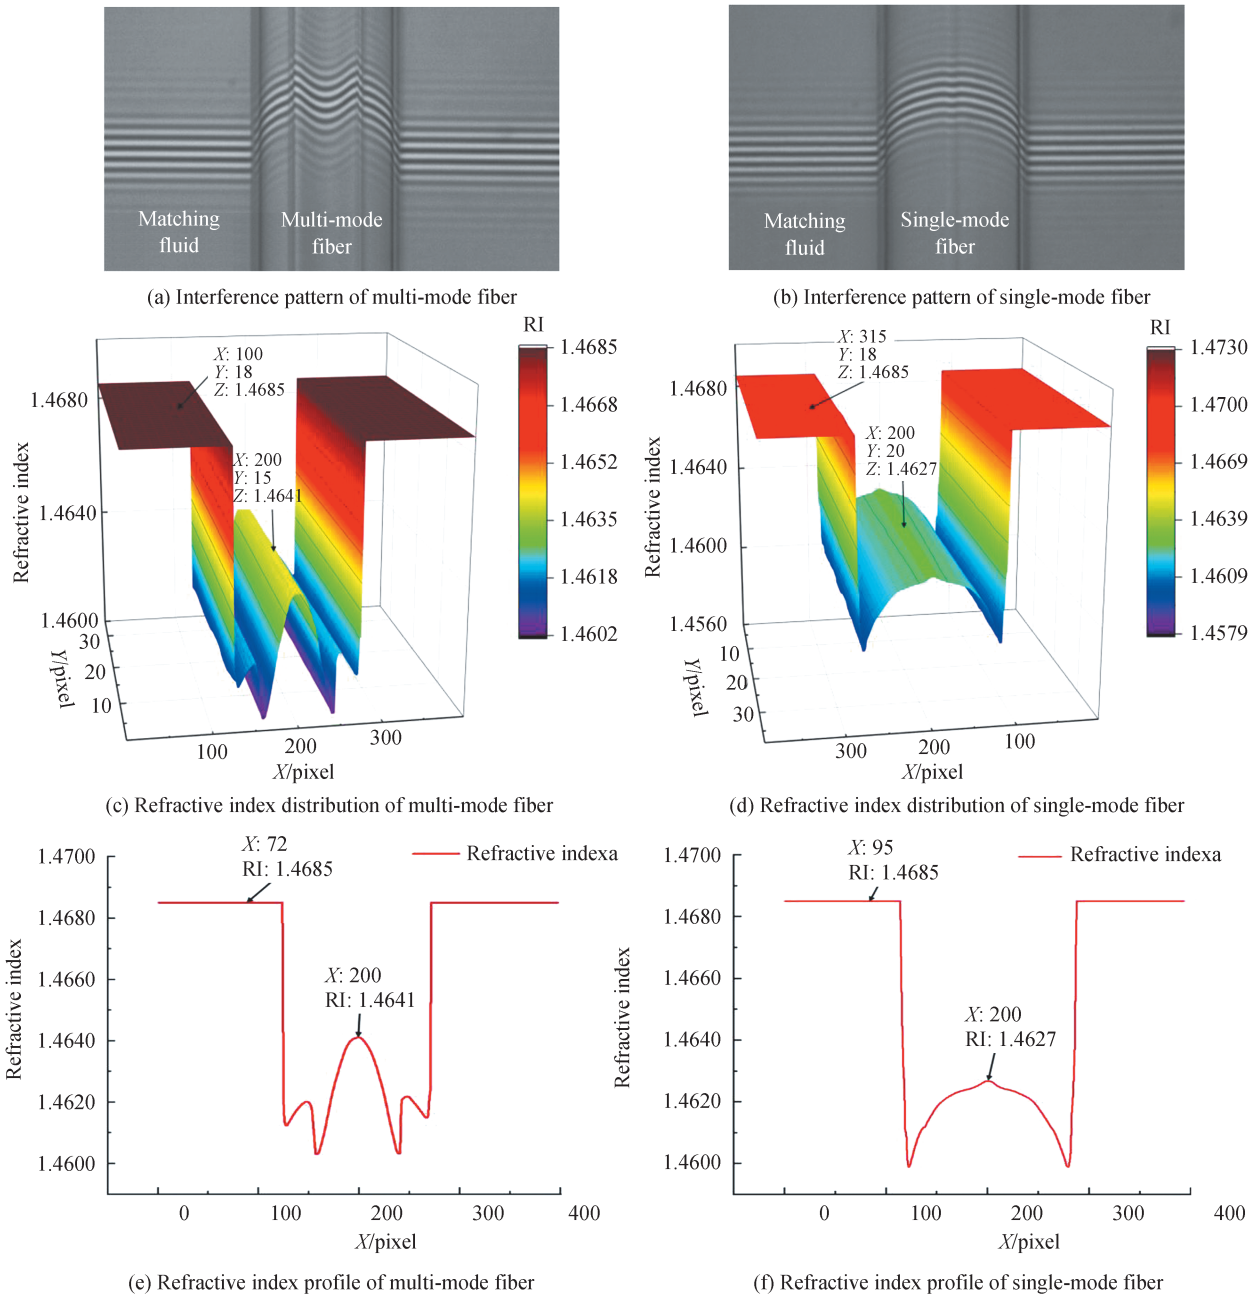 Matching
fluid
Multi-mode
fiber
Matching
fluid
Single-mode
fiber
(a) Interference pattern of multi-mode fiber
(b) Interference pattern of single-mode fiber
RI
1.4685
1.4668
1.4652
1.4635
1.4618
1.4602
X: 100
Y: 18
Z: 1.4685
X: 200
Y: 15
Z: 1.4641
Refractive index
1.4680
1.4640
1.4600
30
20
10
Y/pixel
100
200
300
X/pixel
RI
1.4730
1.4700
1.4669
1.4639
1.4609
1.4579
X: 315
Y: 18
Z: 1.4685
X: 200
Y: 20
Z: 1.4627
Refractive index
1.4680
1.4640
1.4600
1.4560
10
20
30
Y/pixel
300
200
100
X/pixel
(c) Refractive index distribution of multi-mode fiber
(d) Refractive index distribution of single-mode fiber
X: 72
RI: 1.4685
Refractive indexa
X: 200
RI: 1.4641
Refractive index
1.4700
1.4680
1.4660
1.4640
1.4620
1.4600
0 100 200 300 400
X/pixel
X: 95
RI: 1.4685
Refractive indexa
X: 200
RI: 1.4627
Refractive index
1.4700
1.4680
1.4660
1.4640
1.4620
1.4600
0 100 200 300 400
X/pixel
(e) Refractive index profile of multi-mode fiber
(f) Refractive index profile of single-mode fiber